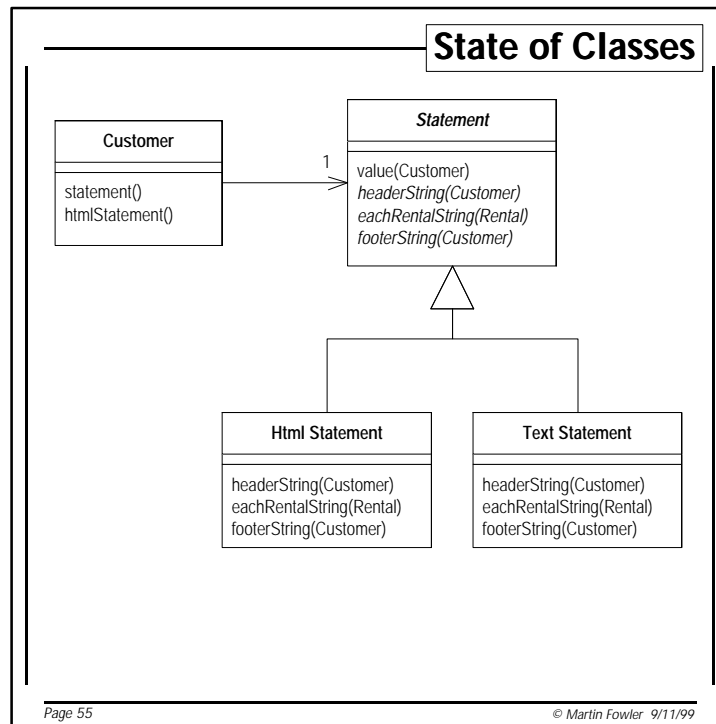 State of Classes
Customer
statement()
htmlStatement()
1
Statement
value(Customer)
headerString(Customer)
eachRentalString(Rental)
footerString(Customer)
Html Statement
headerString(Customer)
eachRentalString(Rental)
footerString(Customer)
Text Statement
headerString(Customer)
eachRentalString(Rental)
footerString(Customer)
Page 55
© Martin Fowler 9/11/99